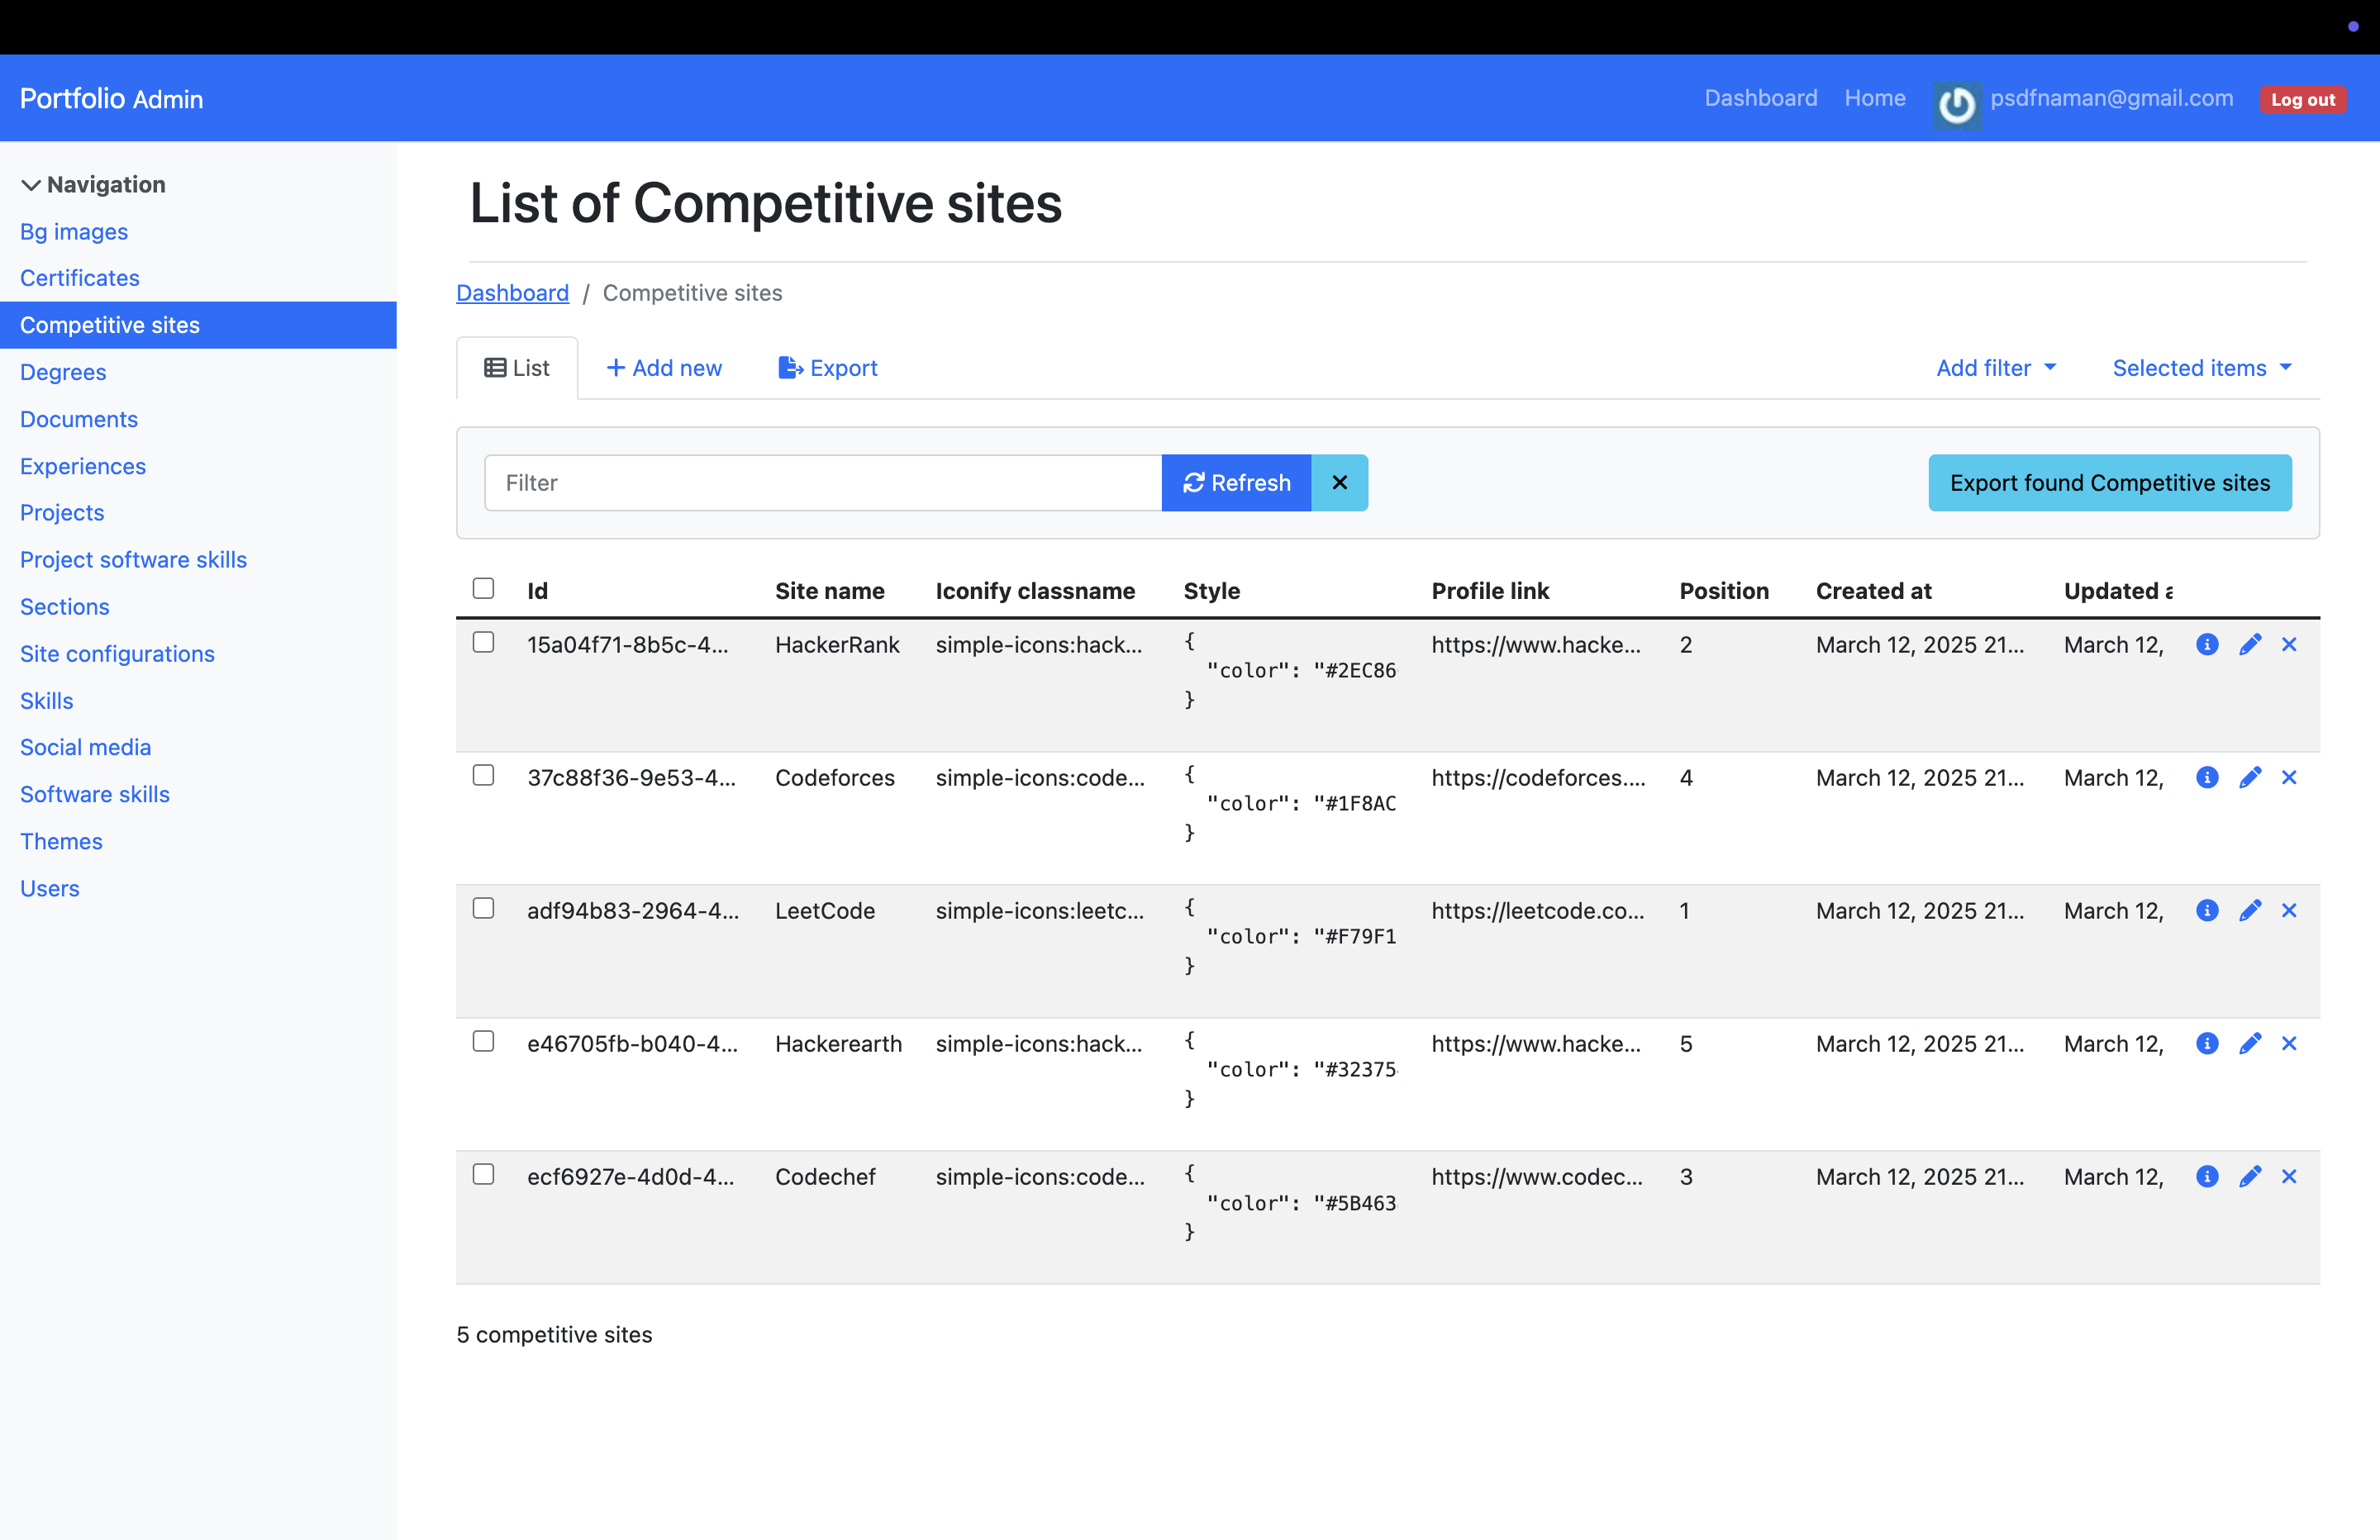 Portfolio Admin
Dashboard Home psdfnaman@gmail.com Log out
Navigation
Bg images
Certificates
Competitive sites
Degrees
Documents
Experiences
Projects
Project software skills
Sections
Site configurations
Skills
Social media
Software skills
Themes
Users
List of Competitive sites
Dashboard / Competitive sites
List + Add new Export Add filter Selected items
Filter Refresh × Export found Competitive sites
Id Site name Iconify classname Style Profile link Position Created at Updated
15a04f71-8b5c-4... HackerRank simple-icons:hack... { https://www.hacke... 2 March 12, 2025 21... March 12,
"color": "#2EC86
}
37c88f36-9e53-4... Codeforces simple-icons:code... { https://codeforces.... 4 March 12, 2025 21... March 12,
"color": "#1F8AC
}
adf94b83-2964-4... LeetCode simple-icons:leetc... { https://leetcode.co... 1 March 12, 2025 21... March 12,
"color": "#F79F1
}
e46705fb-b040-4... Hackerearth simple-icons:hack... { https://www.hacke... 5 March 12, 2025 21... March 12,
"color": "#32375
}
ecf6927e-4d0d-4... Codechef simple-icons:code... { https://www.codec... 3 March 12, 2025 21... March 12,
"color": "#5B463
}
5 competitive sites